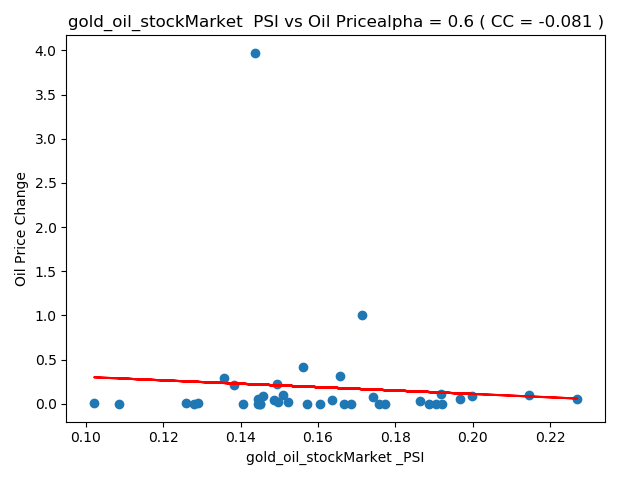 gold_oil_stockMarket  PSI vs Oil Pricealpha = 0.6 ( CC = -0.081 )
4.0
3.5
3.0
2.5
2.0
1.5
1.0
0.5
0.0
Oil Price Change
0.10 0.12 0.14 0.16 0.18 0.20 0.22
gold_oil_stockMarket _PSI